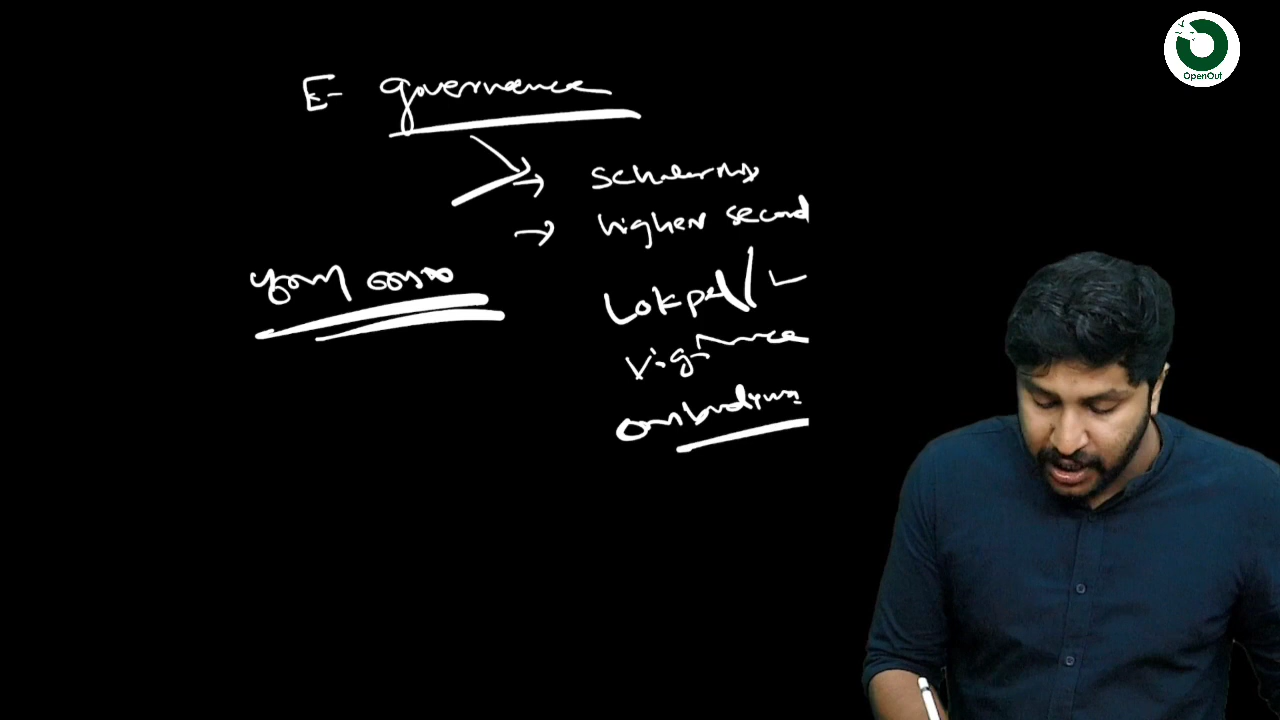 OpenOut
E- governance
→ scholarship
→ higher second
Lokpal/ L
Vigilance
ombudsman